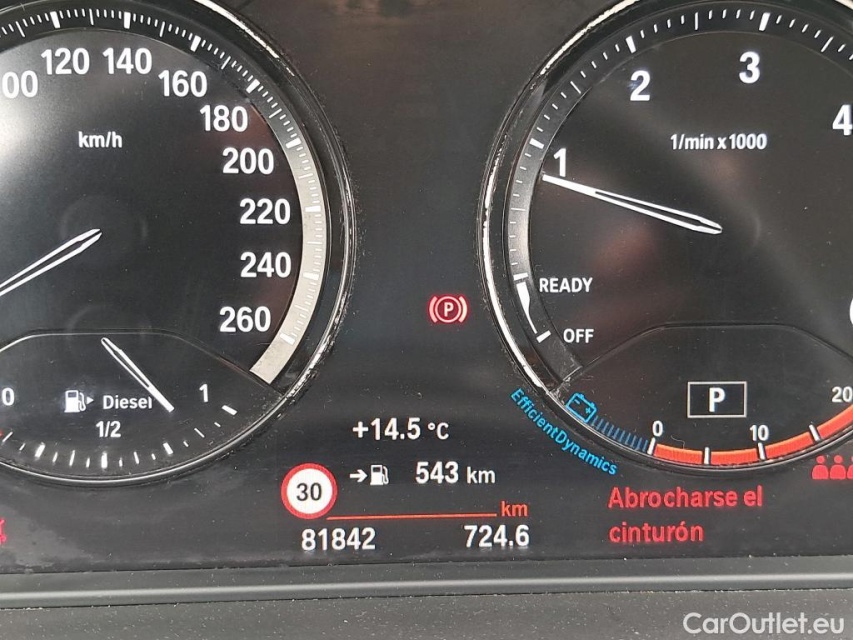 120 140
160
180
km/h
200
220
240
260
0
Diesel
1/2
1
2
3
4
1/min x 1000
1
READY
OFF
(P)
P
EfficientDynamics
0
10
20
+14.5 °C
30
543 km
km
81842
724.6
Abrocharse el
cinturón
CarOutlet.eu